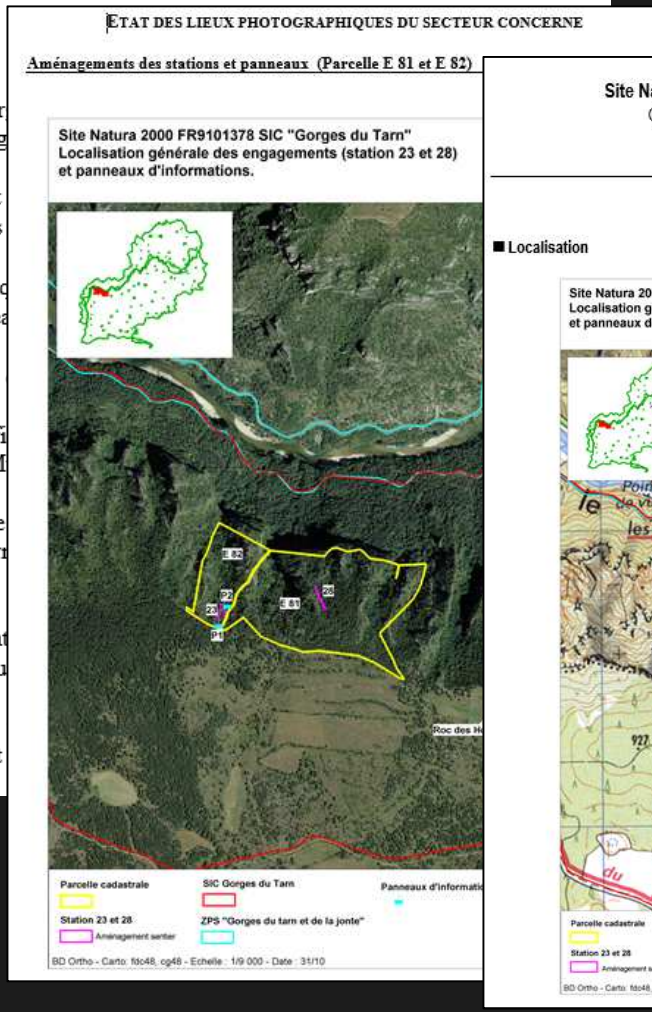 ETAT DES LIEUX PHOTOGRAPHIQUES DU SECTEUR CONCERNE
Aménagements des stations et panneaux (Parcelle E 81 et E 82)
Site Natura 2000 FR9101378 SIC "Gorges du Tarn"
Localisation générale des engagements (station 23 et 28)
et panneaux d'informations.
E 82
P2
23
P1
E 81
28
Roc des
Parcelle cadastrale
SIC Gorges du Tarn
Panneaux
Station 23 et 28
ZPS "Gorges du tarn et de la jonte"
Aménagement sentier
BD Ortho - Carto: fdc48, cg48 - Echelle : 1/9 000 - Date : 31/10
Site
■ Localisation
Site Natura 20
Localisation g
et panneaux d
Poin
de vu
le
les
927
du
Parcelle cadastrale
Station 23 et 28
Aménagement s
BD Ortho - Carto: fdc48,